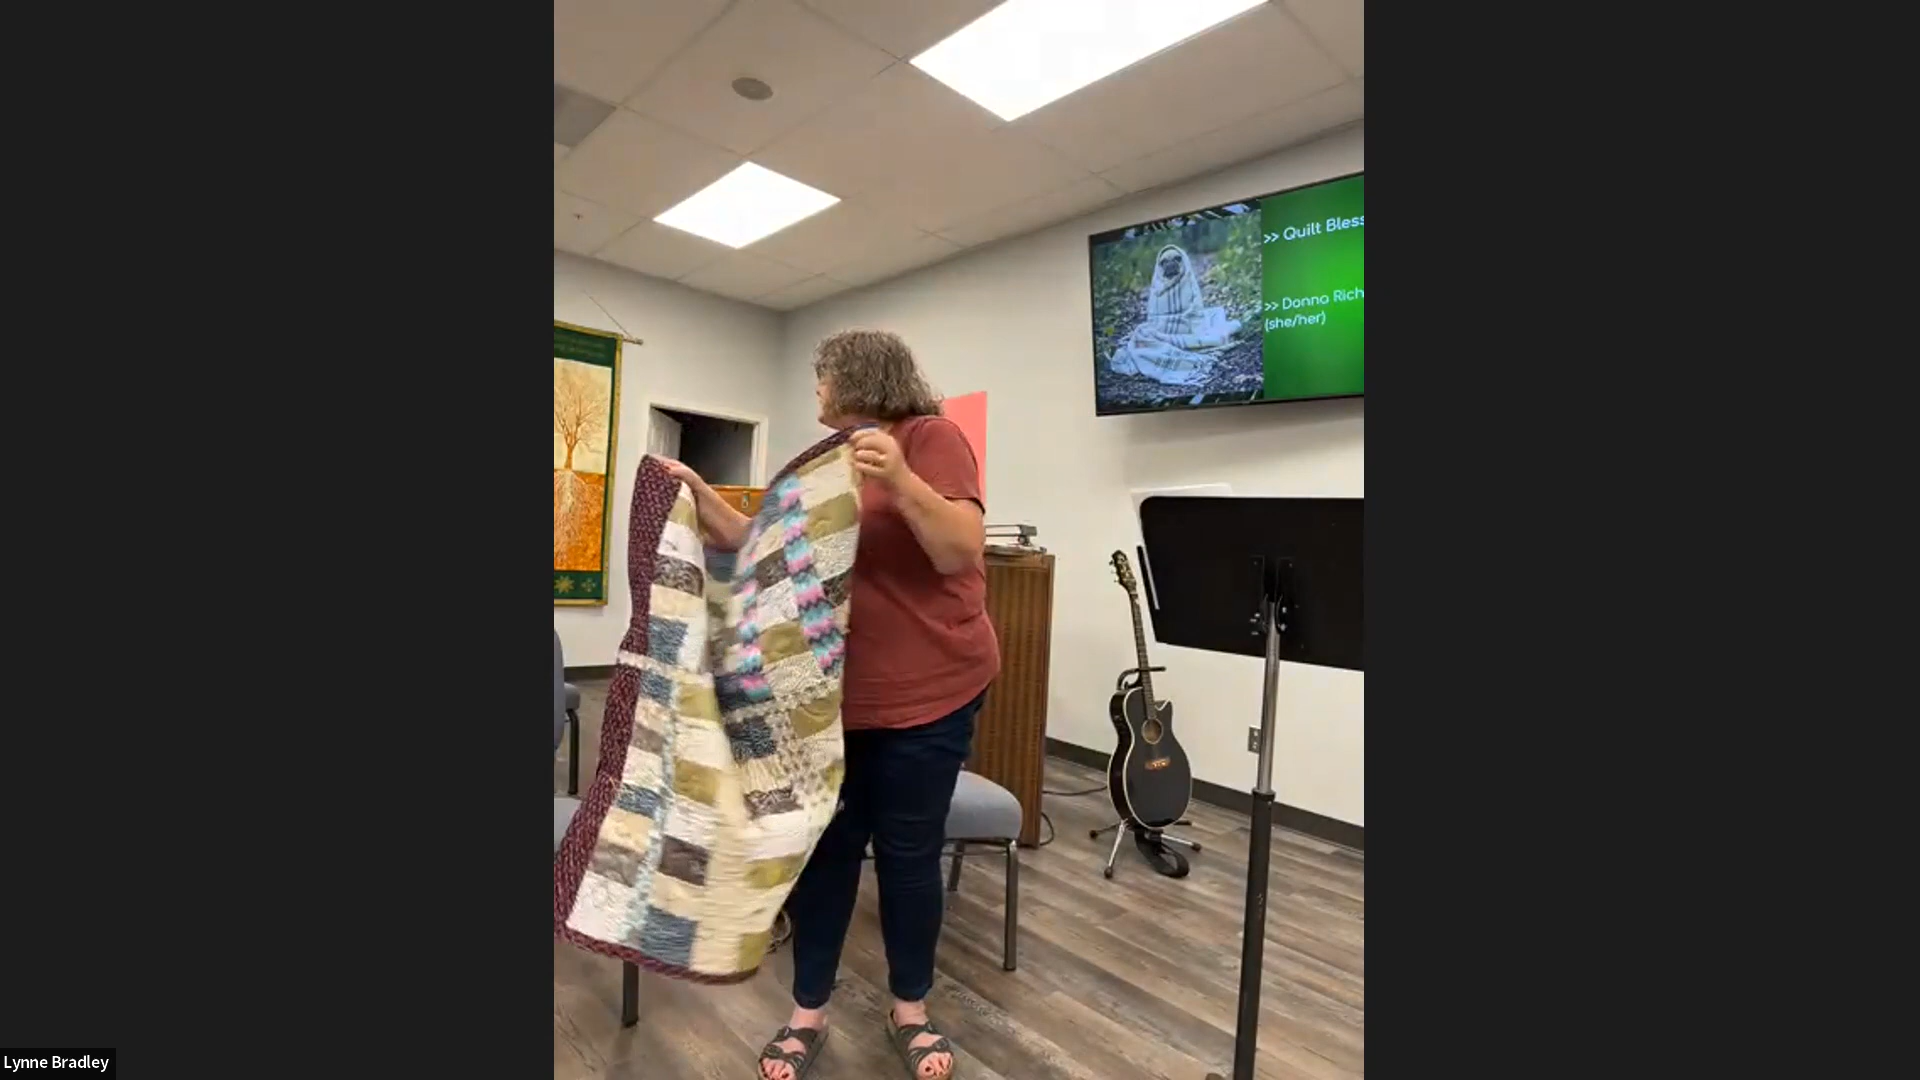 >> Quilt Bless
>> Donna Rich
(she/her)
Lynne Bradley